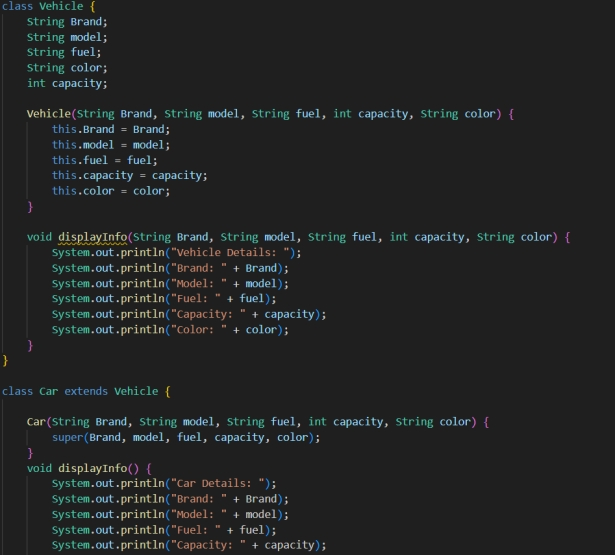 class Vehicle {
    String Brand;
    String model;
    String fuel;
    String color;
    int capacity;

    Vehicle(String Brand, String model, String fuel, int capacity, String color) {
        this.Brand = Brand;
        this.model = model;
        this.fuel = fuel;
        this.capacity = capacity;
        this.color = color;
    }

    void displayInfo(String Brand, String model, String fuel, int capacity, String color) {
        System.out.println("Vehicle Details: ");
        System.out.println("Brand: " + Brand);
        System.out.println("Model: " + model);
        System.out.println("Fuel: " + fuel);
        System.out.println("Capacity: " + capacity);
        System.out.println("Color: " + color);
    }
}

class Car extends Vehicle {

    Car(String Brand, String model, String fuel, int capacity, String color) {
        super(Brand, model, fuel, capacity, color);
    }
    void displayInfo() {
        System.out.println("Car Details: ");
        System.out.println("Brand: " + Brand);
        System.out.println("Model: " + model);
        System.out.println("Fuel: " + fuel);
        System.out.println("Capacity: " + capacity);